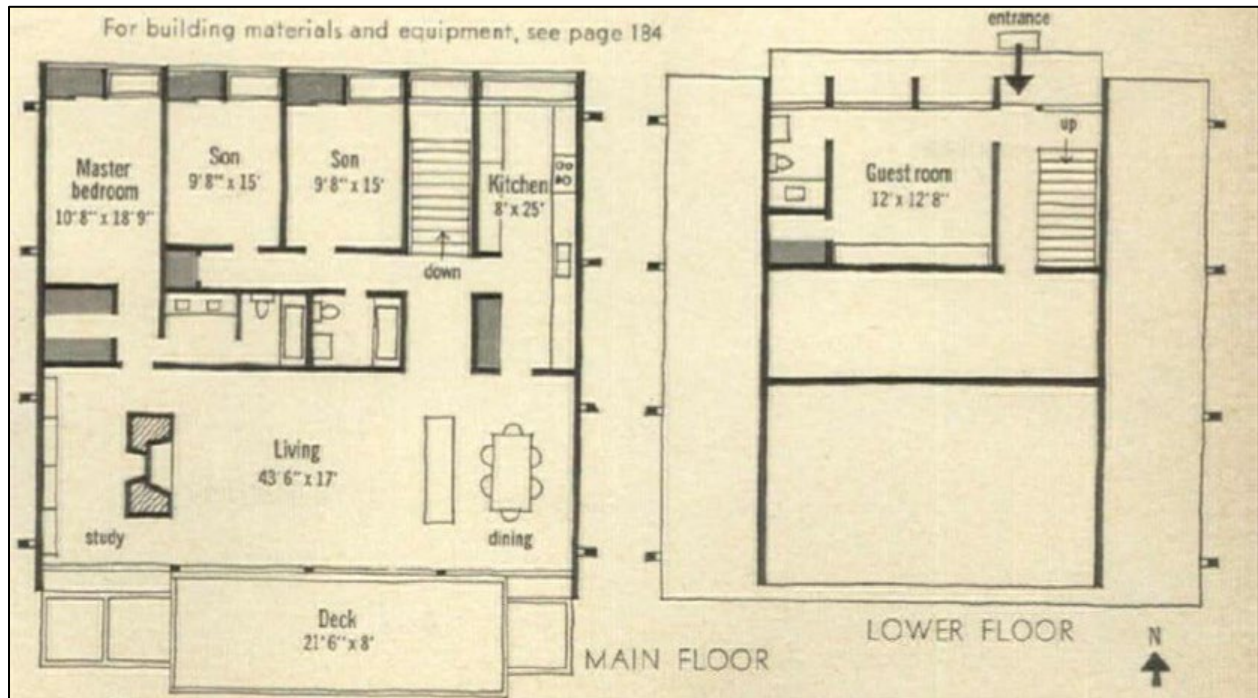 For building materials and equipment, see page 184
Master
bedroom
10'8" x 18'9"
Son
9'8" x 15'
Son
9'8" x 15'
Kitchen
8' x 25'
down
Living
43'6" x 17'
study
dining
Deck
21'6" x 8'
MAIN FLOOR
entrance
up
Guest room
12' x 12'8"
LOWER FLOOR
N